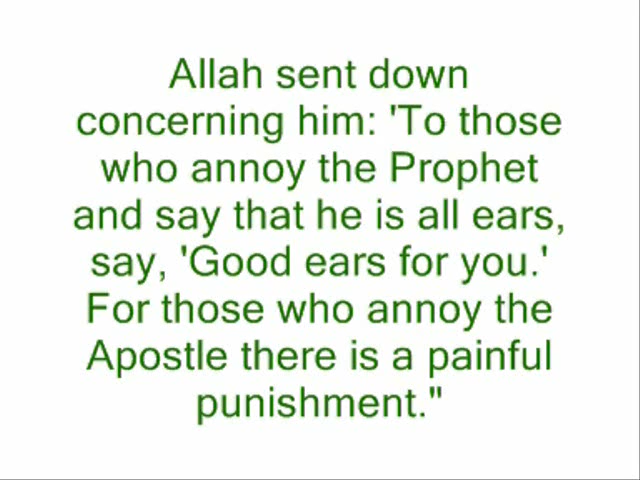 Allah sent down
concerning him: 'To those
who annoy the Prophet
and say that he is all ears,
say, 'Good ears for you.'
For those who annoy the
Apostle there is a painful
punishment."